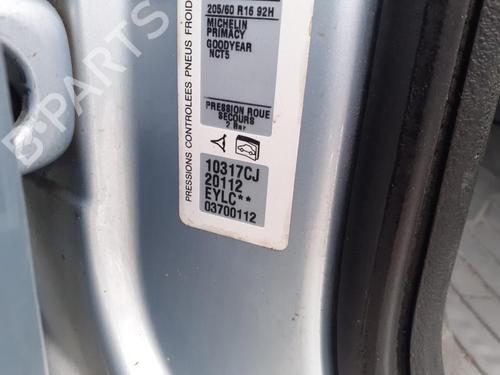 205/60 R16 92H
MICHELIN
PRIMACY
GOODYEAR
NCT5
PRESSION ROUE
SECOURS
2 Bar
10317CJ
20112
EYLC**
03700112
PRESSIONS CONTROLEES PNEUS FROID
B-PARTS